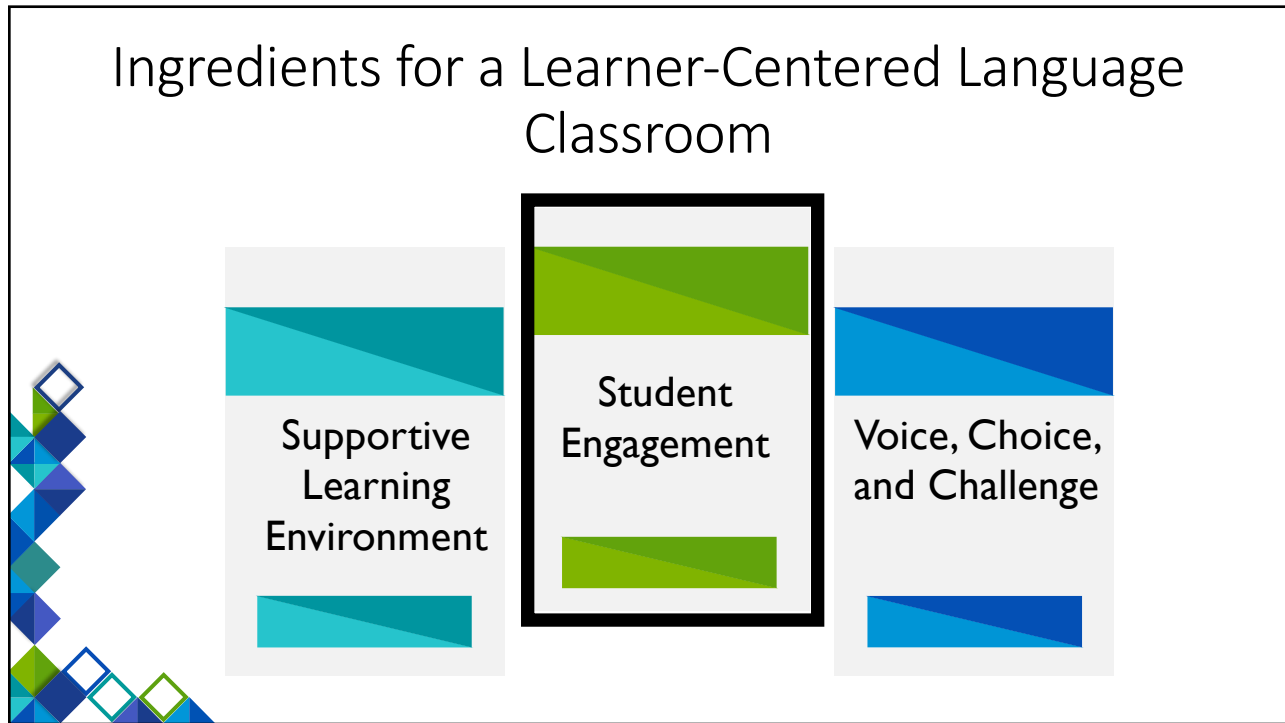 Ingredients for a Learner-Centered Language
Classroom
Supportive
Learning
Environment
Student
Engagement
Voice, Choice,
and Challenge